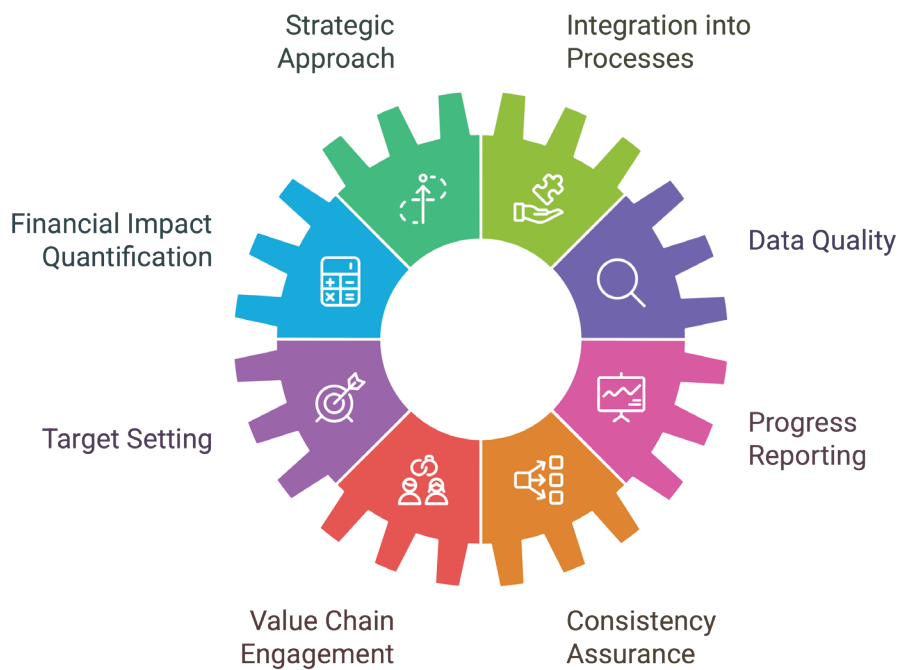 Strategic
Approach
Integration into
Processes
Financial Impact
Quantification
Data Quality
Target Setting
Progress
Reporting
Value Chain
Engagement
Consistency
Assurance